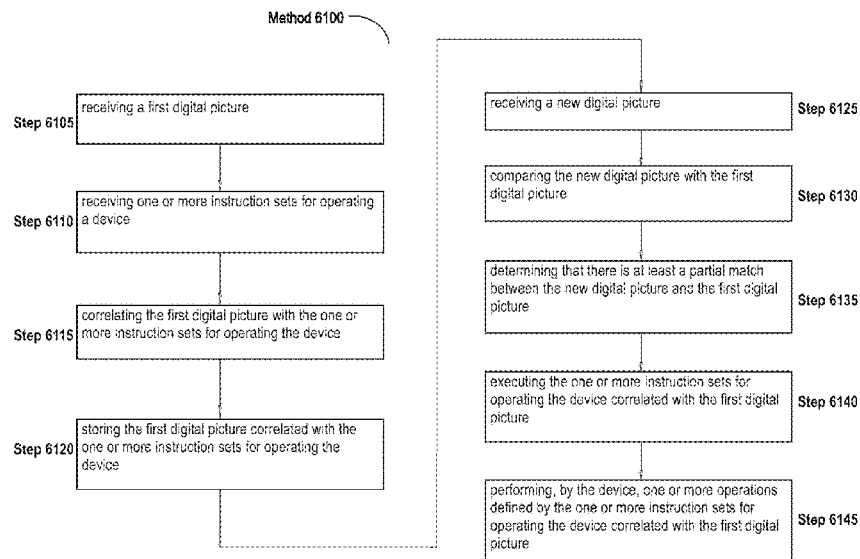 Method 6100
Step 6105
receiving a first digital picture
Step 6110
receiving one or more instruction sets for operating
a device
Step 6115
correlating the first digital picture with the one or
more instruction sets for operating the device
Step 6120
storing the first digital picture correlated with the
one or more instruction sets for operating the
device
receiving a new digital picture
Step 6125
comparing the new digital picture with the first
digital picture
Step 6130
determining that there is at least a partial match
between the new digital picture and the first digital
picture
Step 6135
executing the one or more instruction sets for
operating the device correlated with the first digital
picture
Step 6140
performing, by the device, one or more operations
defined by the one or more instruction sets for
operating the device correlated with the first digital
picture
Step 6145